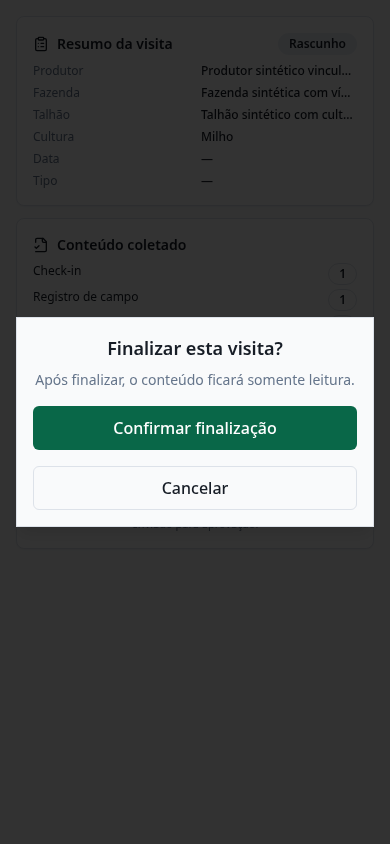 Resumo da visita
Rascunho
Produtor
Produtor sintético vincul...
Fazenda
Fazenda sintética com ví...
Talhão
Talhão sintético com cult...
Cultura
Milho
Data
—
Tipo
—
Conteúdo coletado
Check-in
1
Registro de campo
1
Finalizar esta visita?
Após finalizar, o conteúdo ficará somente leitura.
Confirmar finalização
Cancelar